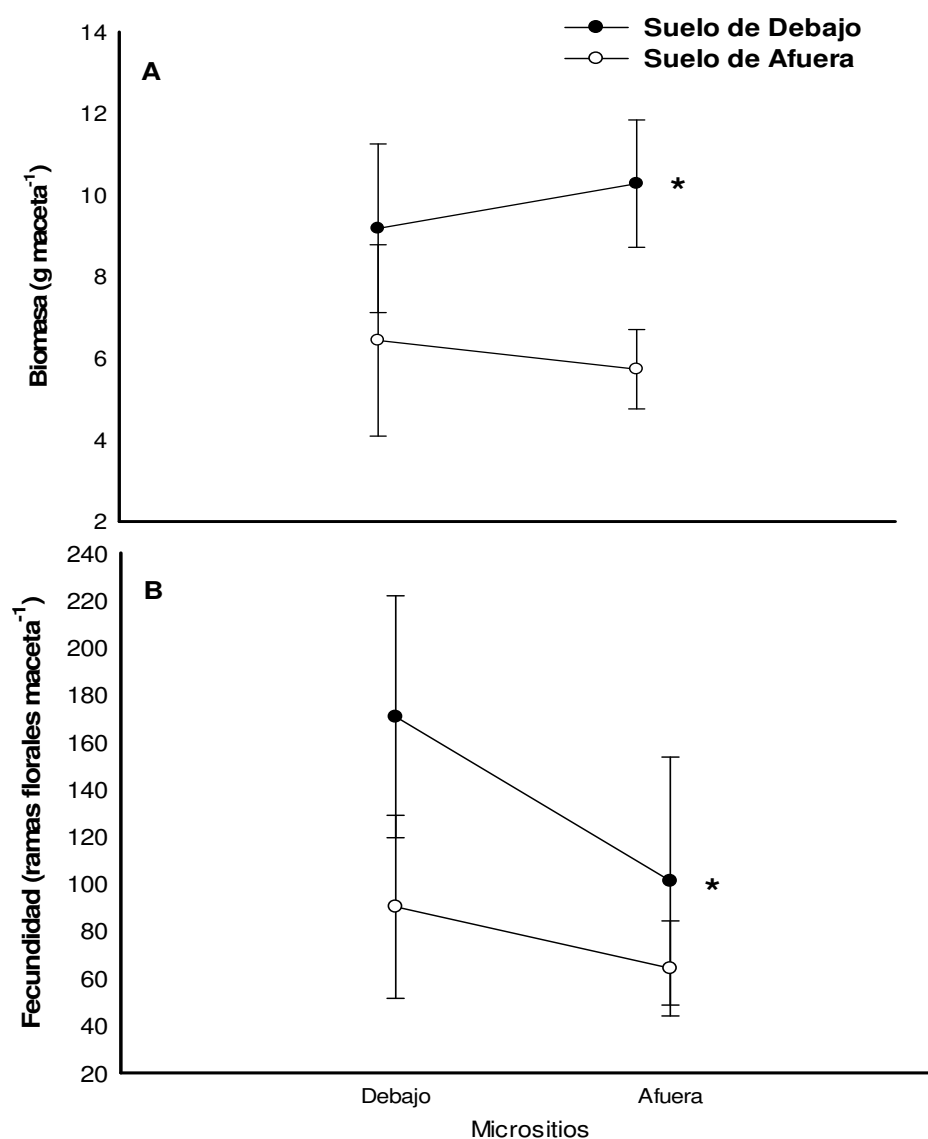 Suelo de Debajo
Suelo de Afuera
A
Biomasa (g maceta⁻¹)
14
12
10
8
6
4
2
*
B
Fecundidad (ramas florales maceta⁻¹)
240
220
200
180
160
140
120
100
80
60
40
20
*
Debajo Afuera
Micrositios